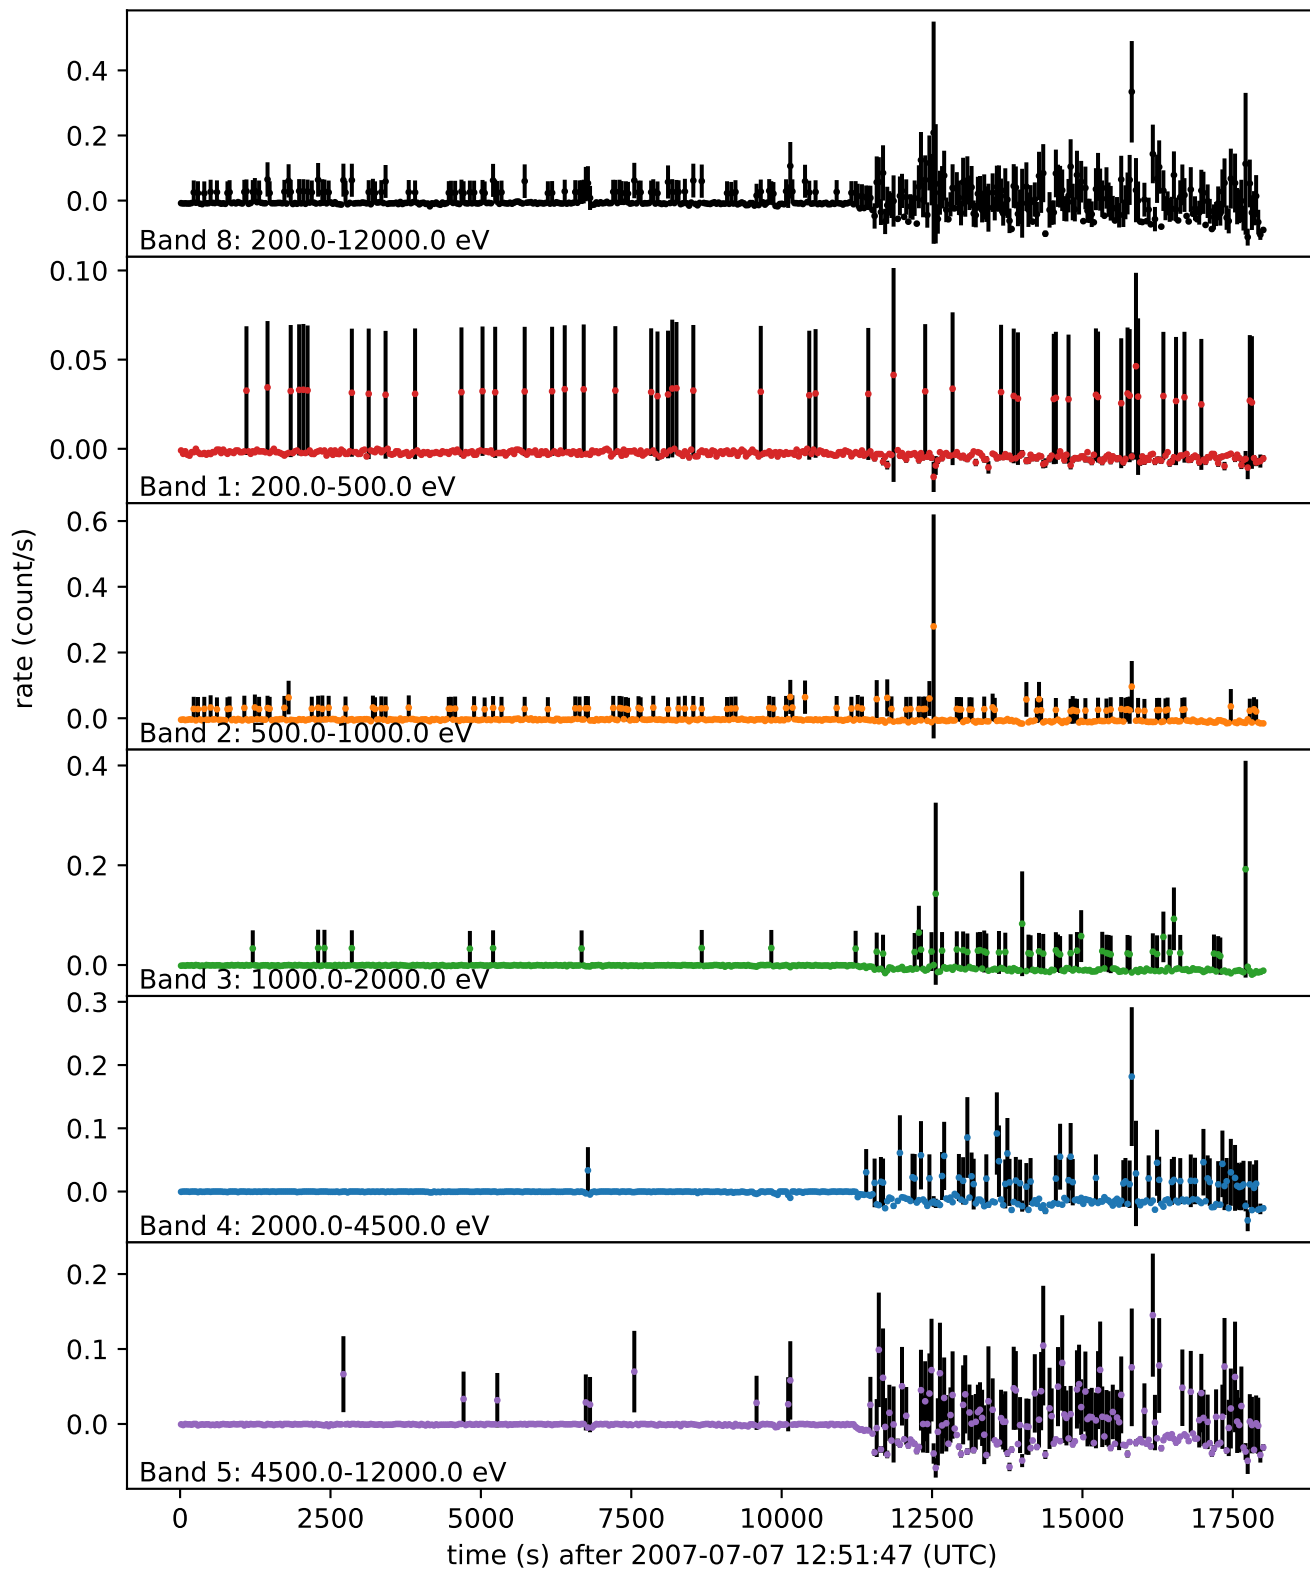 0.4
0.2
0.0
Band 8: 200.0-12000.0 eV
0.10
0.05
0.00
Band 1: 200.0-500.0 eV
rate (count/s)
0.6
0.4
0.2
0.0
Band 2: 500.0-1000.0 eV
0.4
0.2
0.0
Band 3: 1000.0-2000.0 eV
0.3
0.2
0.1
0.0
Band 4: 2000.0-4500.0 eV
0.2
0.1
0.0
Band 5: 4500.0-12000.0 eV
0 2500 5000 7500 10000 12500 15000 17500
time (s) after 2007-07-07 12:51:47 (UTC)